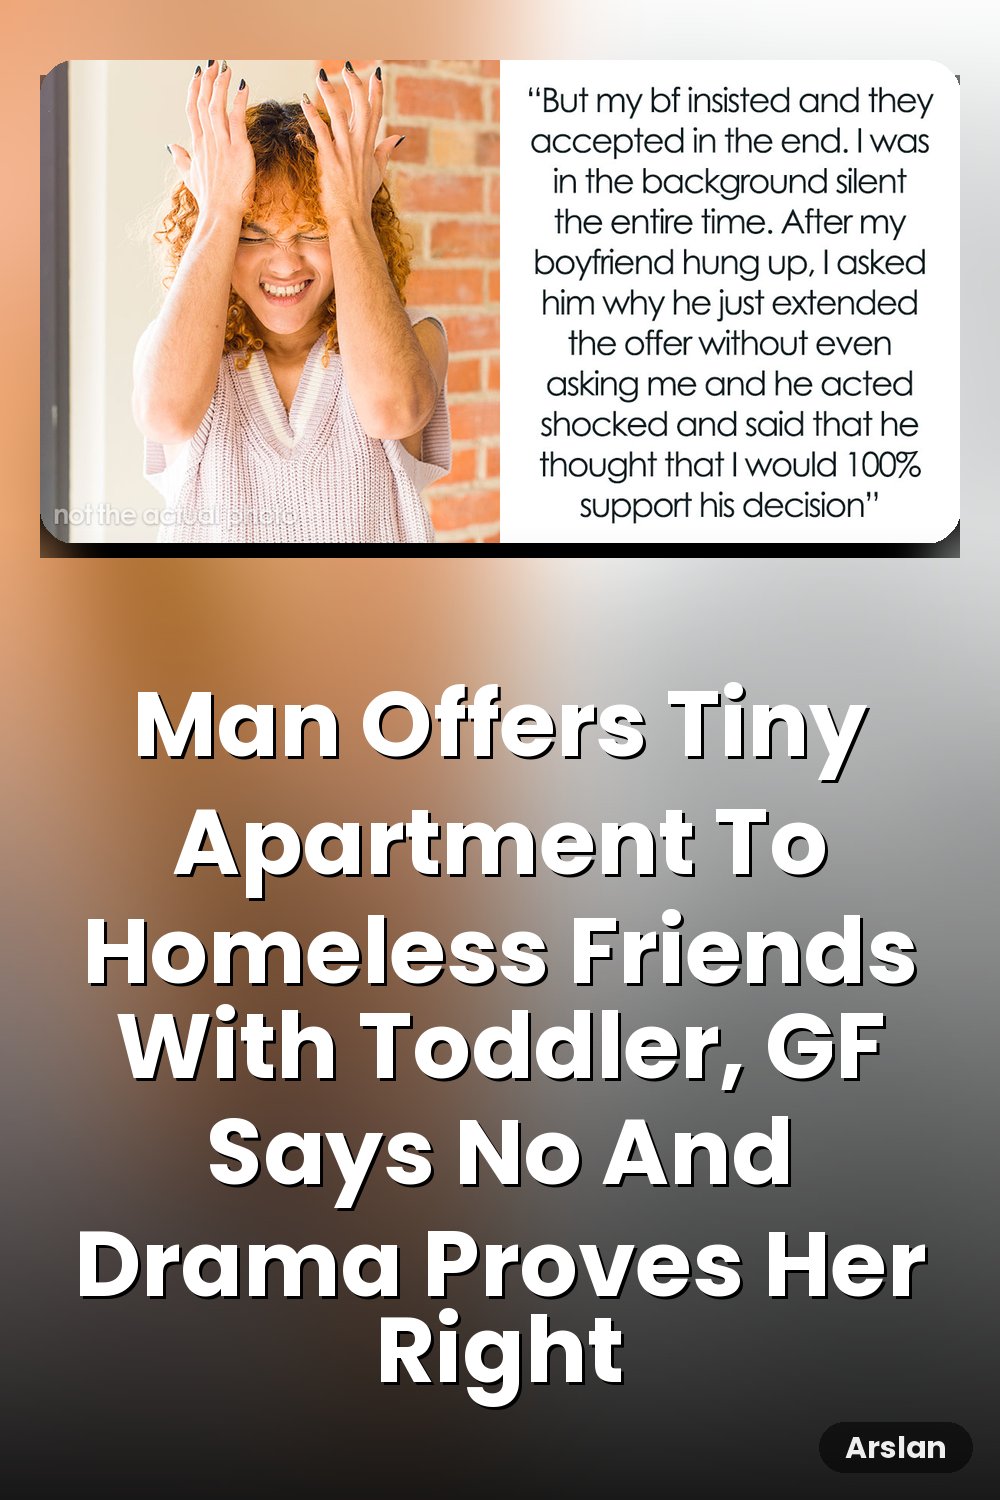 “But my bf insisted and they
accepted in the end. I was
in the background silent
the entire time. After my
boyfriend hung up, I asked
him why he just extended
the offer without even
asking me and he acted
shocked and said that he
thought that I would 100%
support his decision”
not the actual photo
Man Offers Tiny
Apartment To
Homeless Friends
With Toddler, GF
Says No And
Drama Proves Her
Right
Arslan